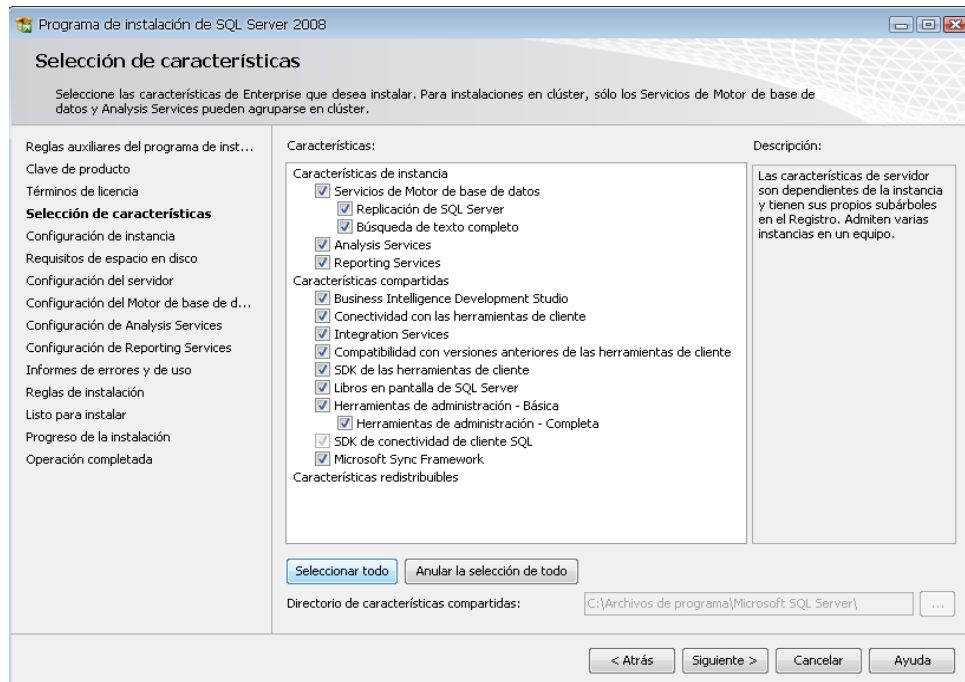 Programa de instalación de SQL Server 2008
Selección de características
Seleccione las características de Enterprise que desea instalar. Para instalaciones en clúster, sólo los Servicios de Motor de base de
datos y Analysis Services pueden agruparse en clúster.
Reglas auxiliares del programa de inst...
Clave de producto
Términos de licencia
Selección de características
Configuración de instancia
Requisitos de espacio en disco
Configuración del servidor
Configuración del Motor de base de d...
Configuración de Analysis Services
Configuración de Reporting Services
Informes de errores y de uso
Reglas de instalación
Listo para instalar
Progreso de la instalación
Operación completada
Características:
Características de instancia
Servicios de Motor de base de datos
Replicación de SQL Server
Búsqueda de texto completo
Analysis Services
Reporting Services
Características compartidas
Business Intelligence Development Studio
Conectividad con las herramientas de cliente
Integration Services
Compatibilidad con versiones anteriores de las herramientas de cliente
SDK de las herramientas de cliente
Libros en pantalla de SQL Server
Herramientas de administración - Básica
Herramientas de administración - Completa
SDK de conectividad de cliente SQL
Microsoft Sync Framework
Características redistribuibles
Descripción:
Las características de servidor
son dependientes de la instancia
y tienen sus propios subárboles
en el Registro. Admiten varias
instancias en un equipo.
Seleccionar todo
Anular la selección de todo
Directorio de características compartidas:
C:\Archivos de programa\Microsoft SQL Server\
...
< Atrás
Siguiente >
Cancelar
Ayuda